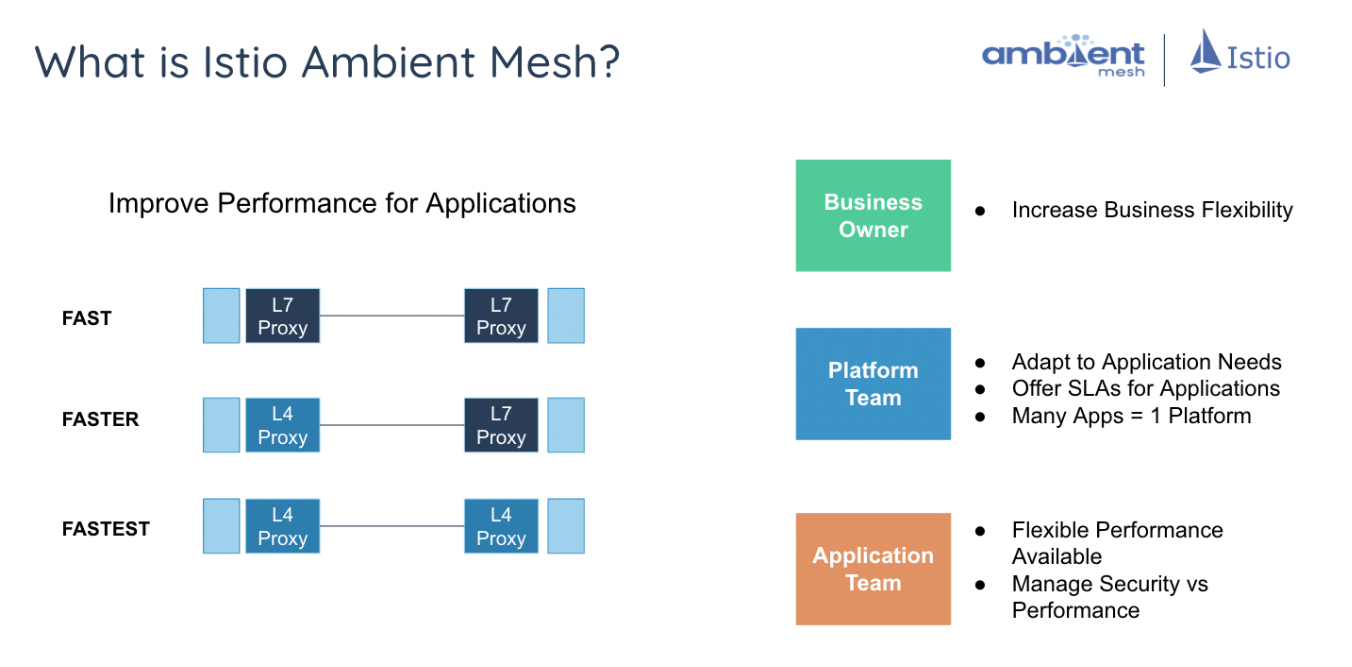 What is Istio Ambient Mesh?
ambient
mesh
Istio
Improve Performance for Applications
FAST
L7
Proxy
L7
Proxy
FASTER
L4
Proxy
L7
Proxy
FASTEST
L4
Proxy
L4
Proxy
Business
Owner
● Increase Business Flexibility
Platform
Team
● Adapt to Application Needs
● Offer SLAs for Applications
● Many Apps = 1 Platform
Application
Team
● Flexible Performance
Available
● Manage Security vs
Performance